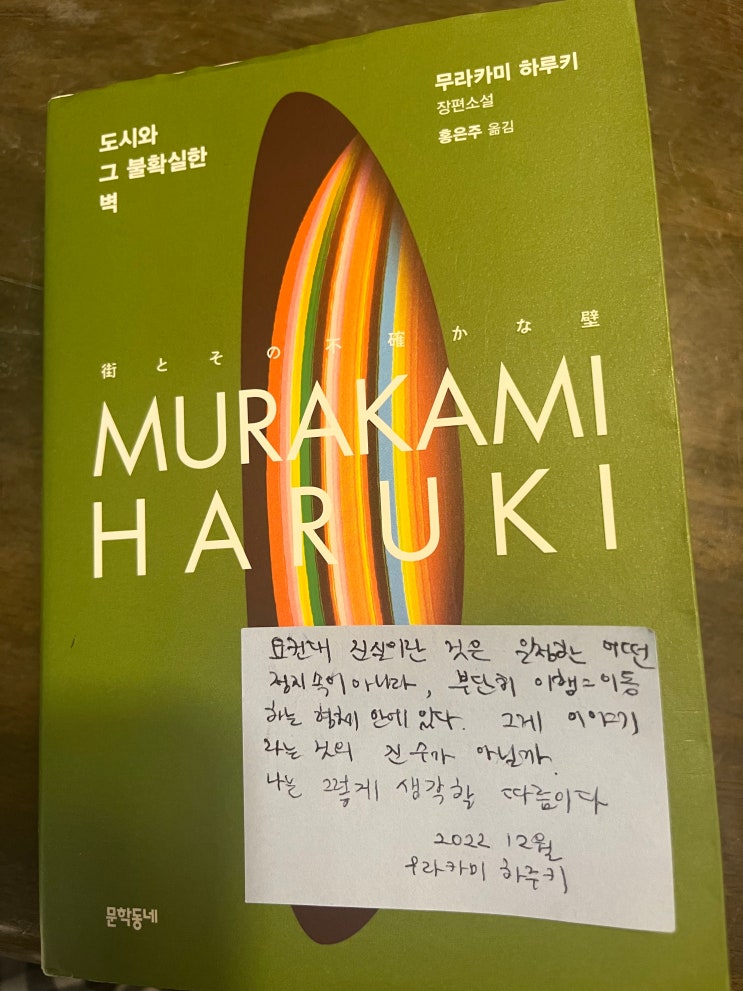 도시와
그 불확실한
벽
무라카미 하루키
장편소설
홍은주 옮김
街とその不確かな壁
MURAKAMI
HARUKI
요컨대 진실이란 것은 일정한 어떤
정지 속이 아니라, 부단히 이행=이동
하는 형체 안에 있다. 그게 이야기
라는 것의 진수가 아닐까.
나는 그렇게 생각할 따름이다
2022 12월
무라카미 하루키
문학동네